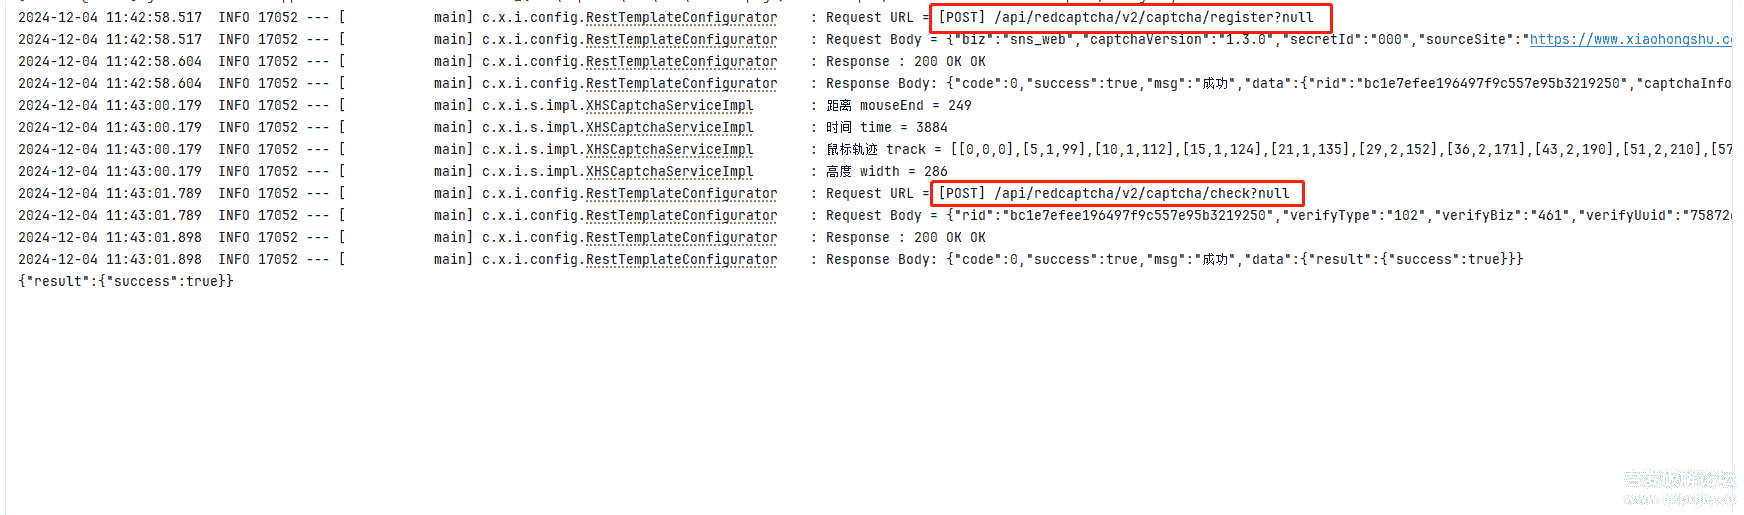 2024-12-04 11:42:58.517  INFO 17052 --- [           main] c.x.i.config.RestTemplateConfigurator    : Request URL = [POST] /api/redcaptcha/v2/captcha/register?null
2024-12-04 11:42:58.517  INFO 17052 --- [           main] c.x.i.config.RestTemplateConfigurator    : Request Body = {"biz":"sns_web","captchaVersion":"1.3.0","secretId":"000","sourceSite":"https://www.xiaohongshu.co
2024-12-04 11:42:58.604  INFO 17052 --- [           main] c.x.i.config.RestTemplateConfigurator    : Response : 200 OK OK
2024-12-04 11:42:58.604  INFO 17052 --- [           main] c.x.i.config.RestTemplateConfigurator    : Response Body: {"code":0,"success":true,"msg":"成功","data":{"rid":"bc1e7efee196497f9c557e95b3219250","captchaInfo
2024-12-04 11:43:00.179  INFO 17052 --- [           main] c.x.i.s.impl.XHSCaptchaServiceImpl       : 距离 mouseEnd = 249
2024-12-04 11:43:00.179  INFO 17052 --- [           main] c.x.i.s.impl.XHSCaptchaServiceImpl       : 时间 time = 3884
2024-12-04 11:43:00.179  INFO 17052 --- [           main] c.x.i.s.impl.XHSCaptchaServiceImpl       : 鼠标轨迹 track = [[0,0,0],[5,1,99],[10,1,112],[15,1,124],[21,1,135],[29,2,152],[36,2,171],[43,2,190],[51,2,210],[57
2024-12-04 11:43:00.179  INFO 17052 --- [           main] c.x.i.s.impl.XHSCaptchaServiceImpl       : 高度 width = 286
2024-12-04 11:43:01.789  INFO 17052 --- [           main] c.x.i.config.RestTemplateConfigurator    : Request URL = [POST] /api/redcaptcha/v2/captcha/check?null
2024-12-04 11:43:01.789  INFO 17052 --- [           main] c.x.i.config.RestTemplateConfigurator    : Request Body = {"rid":"bc1e7efee196497f9c557e95b3219250","verifyType":"102","verifyBiz":"461","verifyUuid":"75872
2024-12-04 11:43:01.898  INFO 17052 --- [           main] c.x.i.config.RestTemplateConfigurator    : Response : 200 OK OK
2024-12-04 11:43:01.898  INFO 17052 --- [           main] c.x.i.config.RestTemplateConfigurator    : Response Body: {"code":0,"success":true,"msg":"成功","data":{"result":{"success":true}}}
{"result":{"success":true}}
吾爱破解论坛
www.52pojie.cn